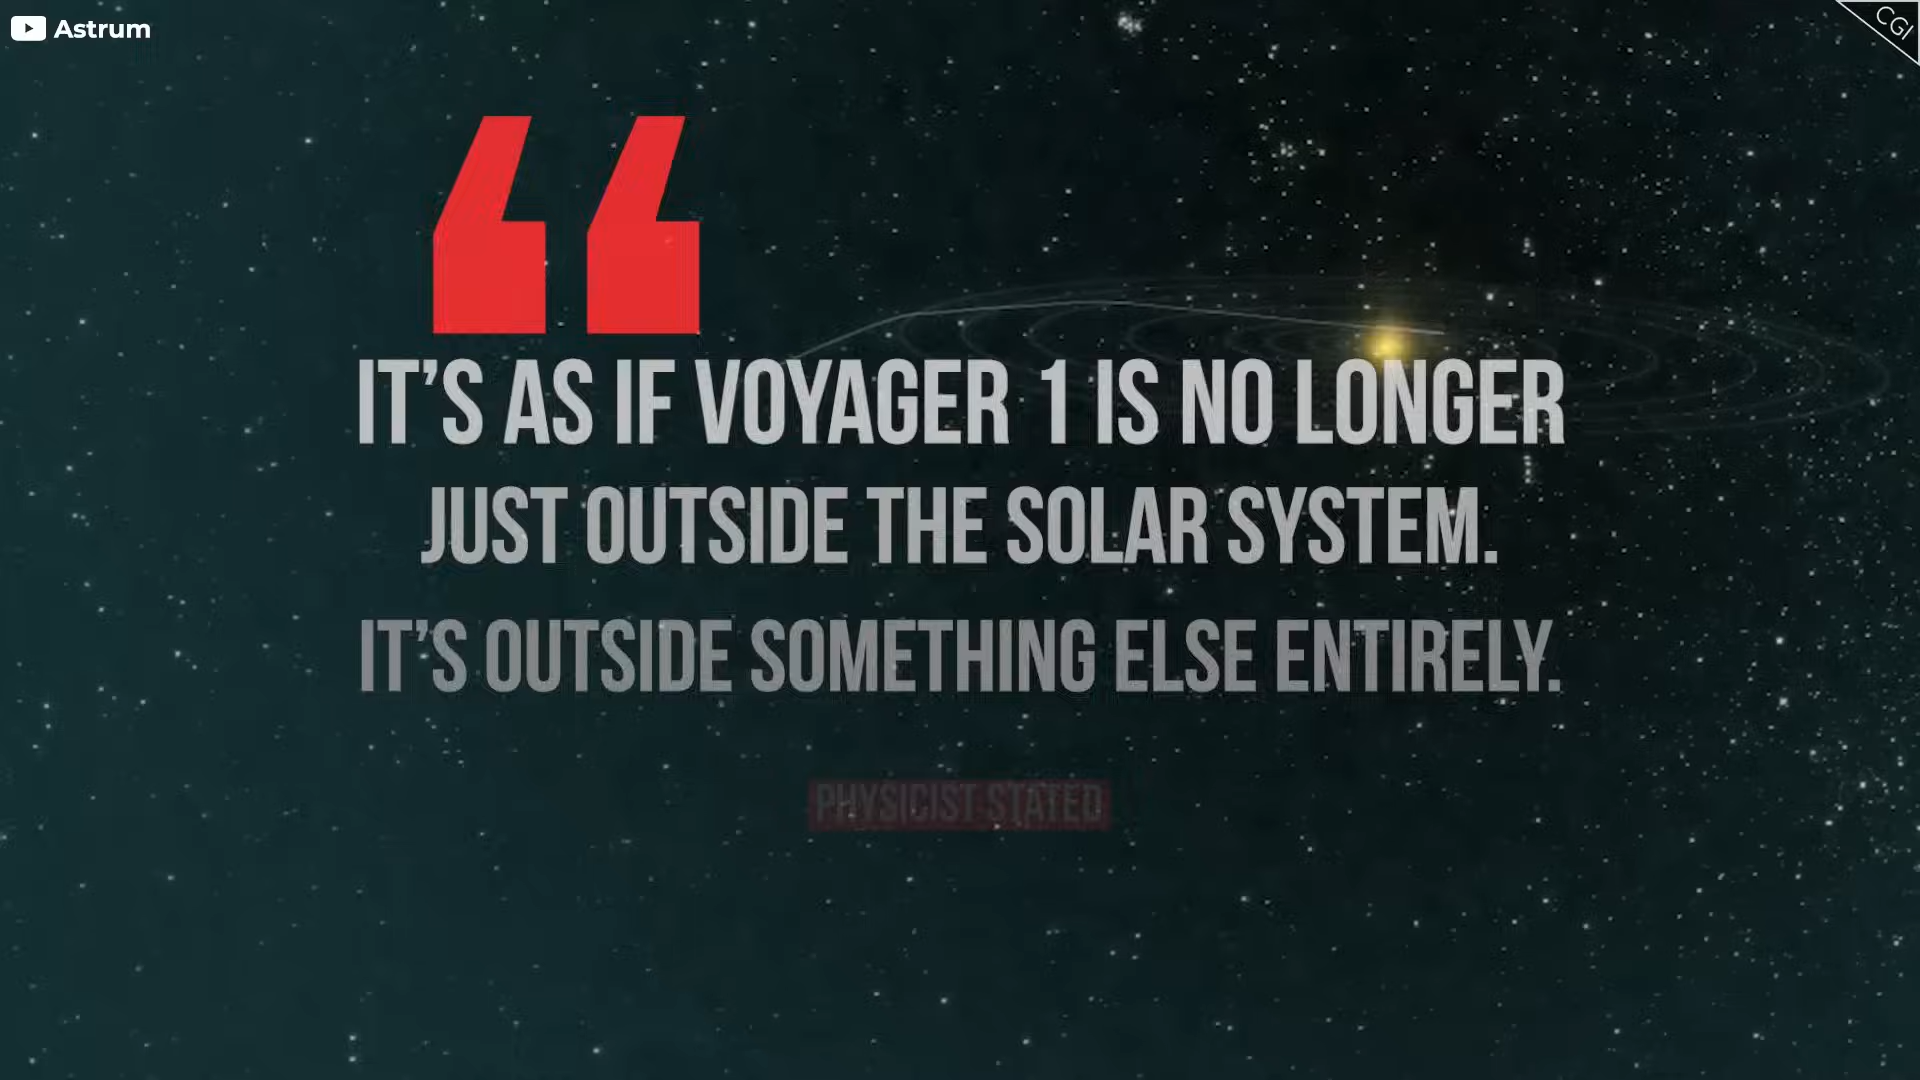 Astrum
CGI
IT’S AS IF VOYAGER 1 IS NO LONGER
JUST OUTSIDE THE SOLAR SYSTEM.
IT’S OUTSIDE SOMETHING ELSE ENTIRELY.
PHYSICIST STATED